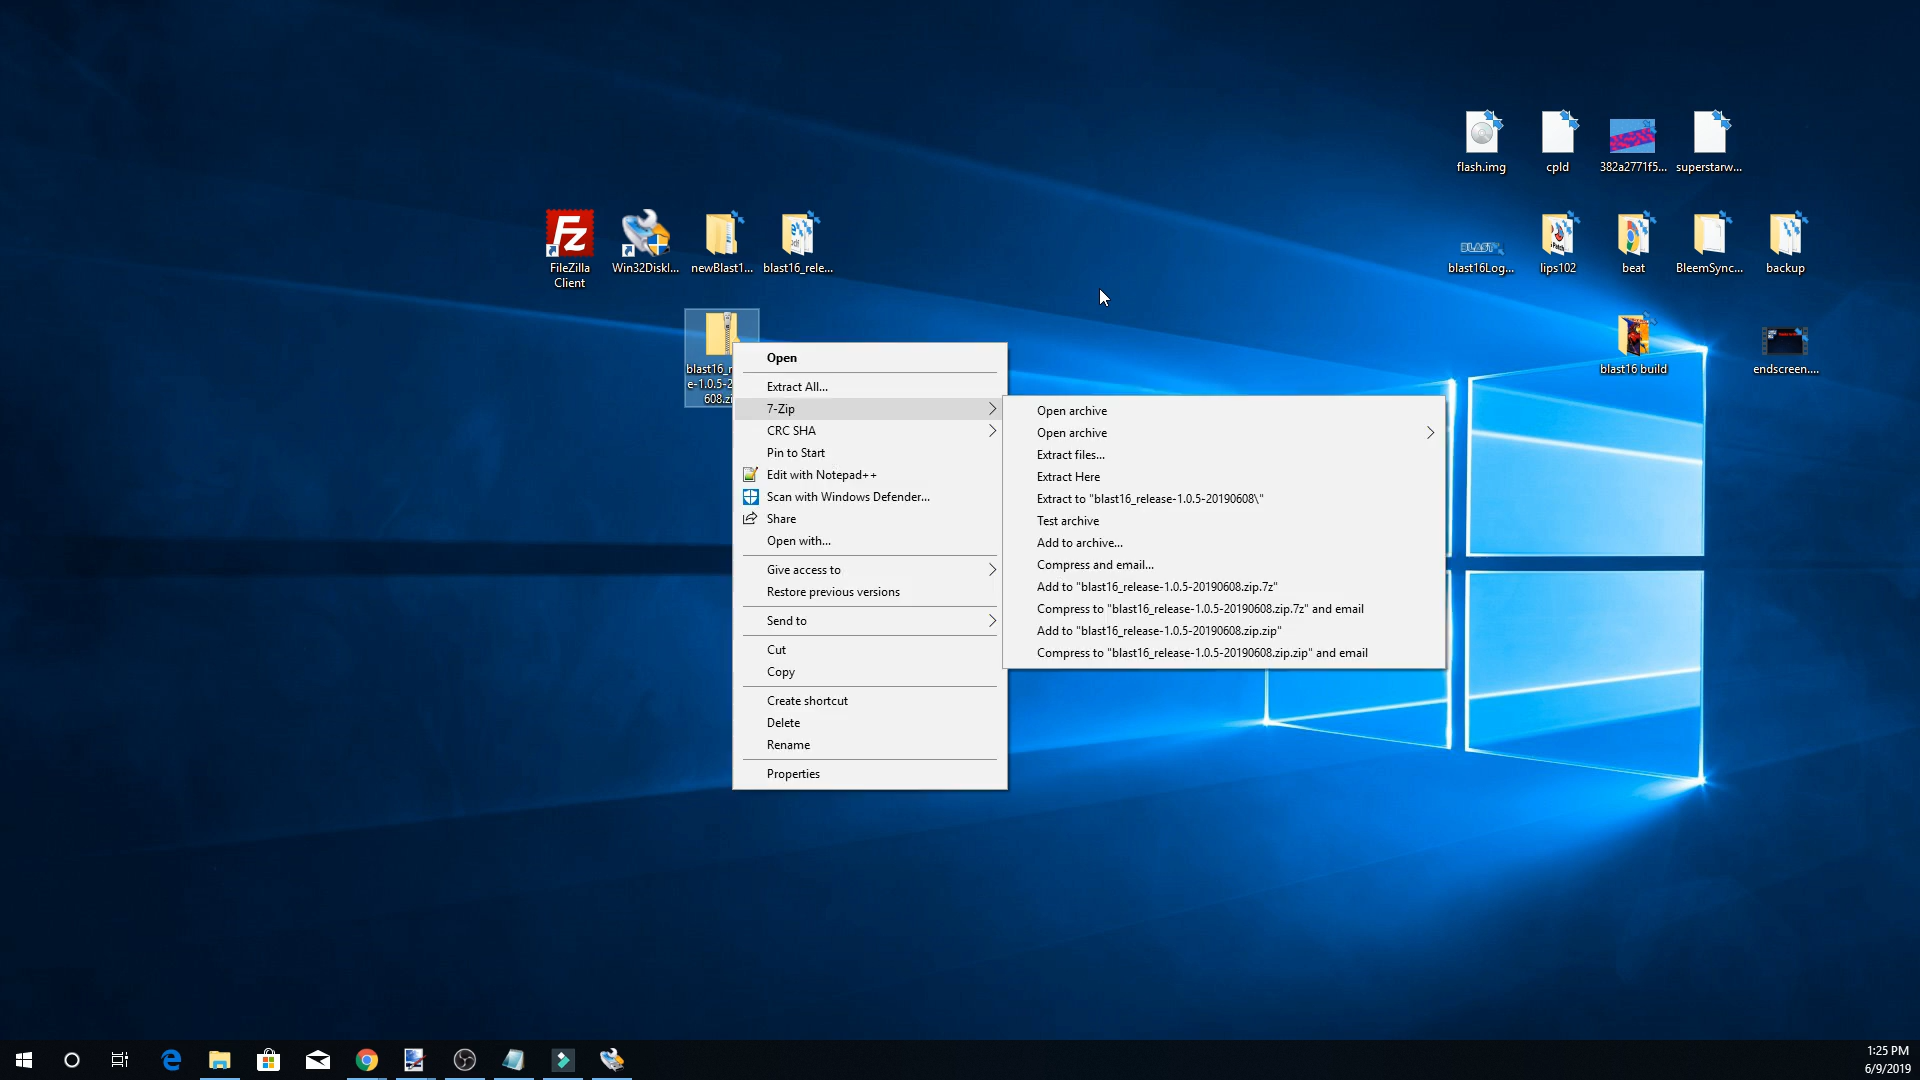 flash.img
cpld
382a2771f5...
superstarw...
FileZilla
Client
Win32DiskI...
newBlast1...
blast16_rele...
BLAST
blast16Log...
lips102
beat
BleemSync...
backup
blast16_r
e-1.0.5-2
608.zi
blast16 build
endscreen....
Open
Extract All...
7-Zip
CRC SHA
Pin to Start
Edit with Notepad++
Scan with Windows Defender...
Share
Open with...
Give access to
Restore previous versions
Send to
Cut
Copy
Create shortcut
Delete
Rename
Properties
Open archive
Open archive
Extract files...
Extract Here
Extract to "blast16_release-1.0.5-20190608\"
Test archive
Add to archive...
Compress and email...
Add to "blast16_release-1.0.5-20190608.zip.7z"
Compress to "blast16_release-1.0.5-20190608.zip.7z" and email
Add to "blast16_release-1.0.5-20190608.zip.zip"
Compress to "blast16_release-1.0.5-20190608.zip.zip" and email
1:25 PM
6/9/2019